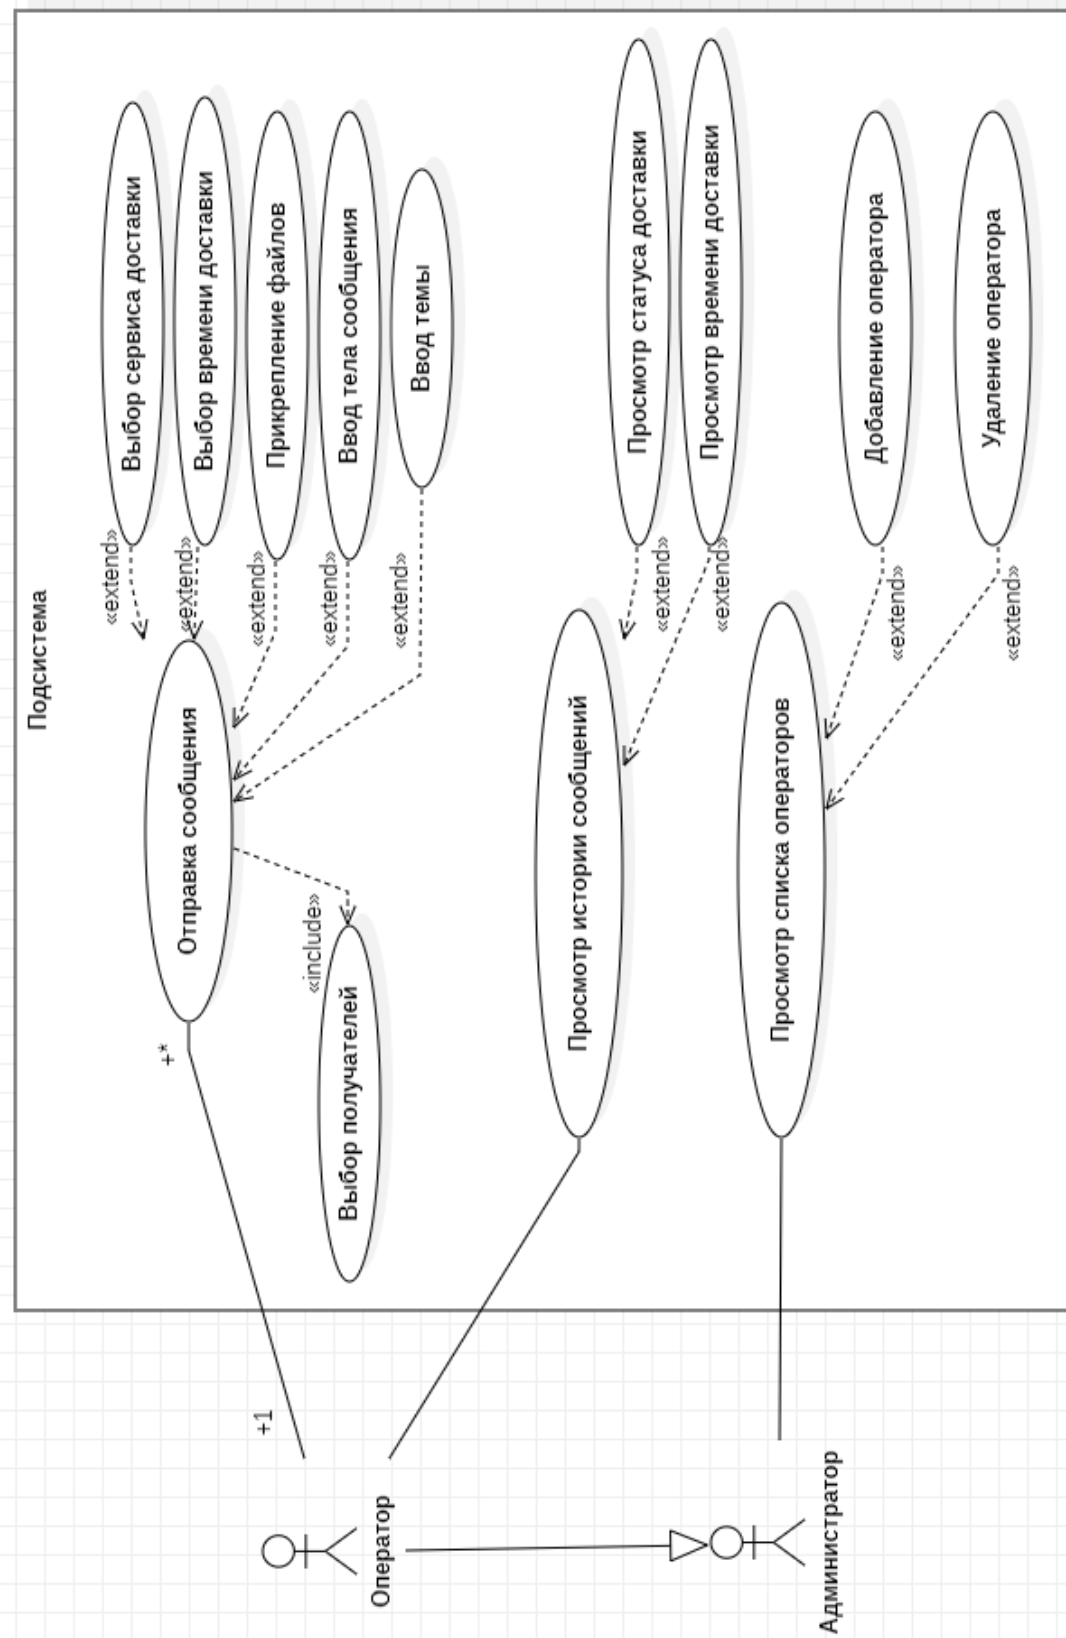 Подсистема
Выбор сервиса доставки
«extend»
Выбор времени доставки
«extend»
Прикрепление файлов
«extend»
Ввод тела сообщения
«extend»
Ввод темы
«extend»
Отправка сообщения
+*
+1
«include»
Выбор получателей
Оператор
Просмотр статуса доставки
«extend»
Просмотр времени доставки
«extend»
Просмотр истории сообщений
Добавление оператора
«extend»
Удаление оператора
«extend»
Просмотр списка операторов
Администратор